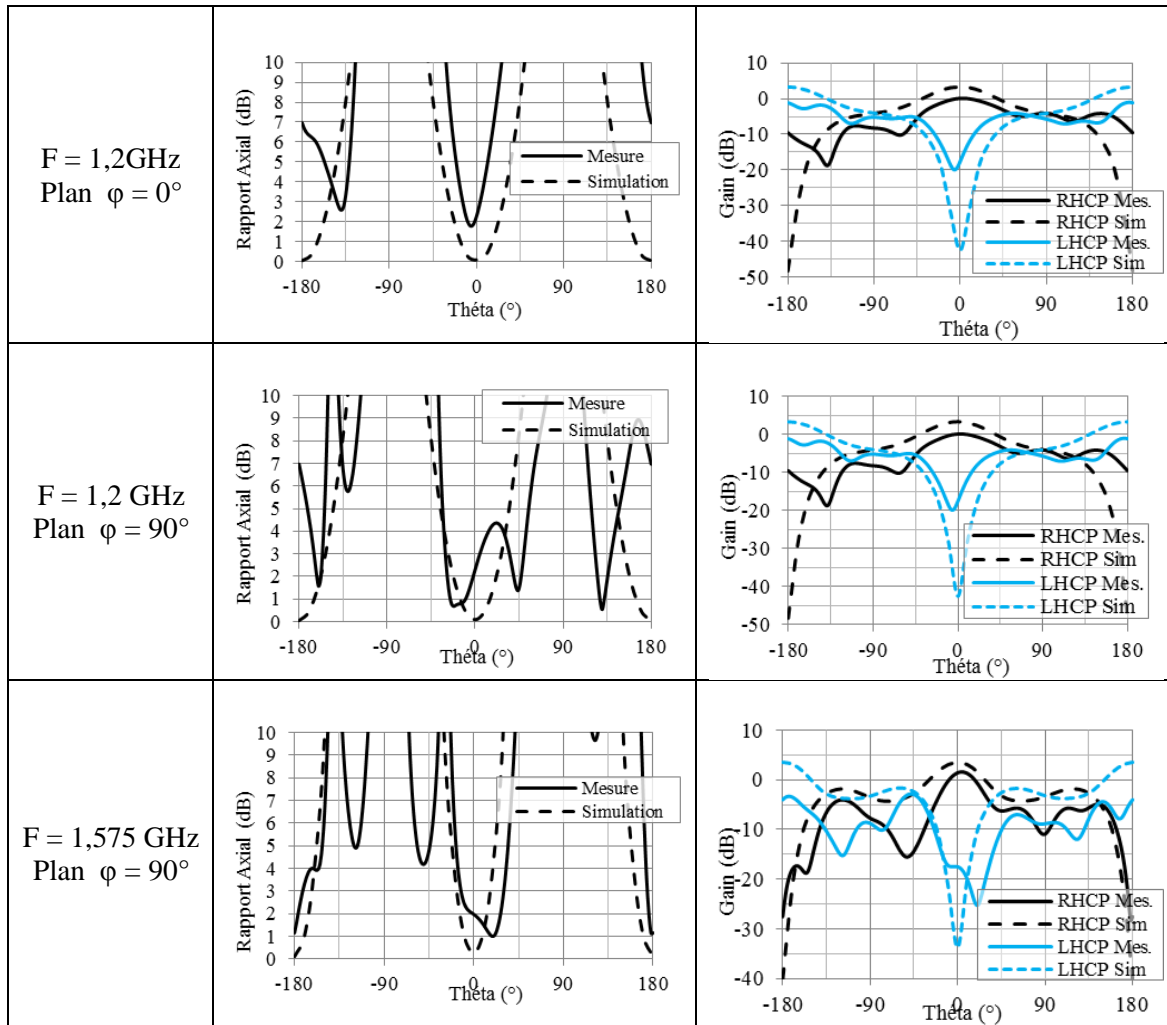 F = 1,2GHz
Plan φ = 0°
Rapport Axial (dB)
10
9
8
7
6
5
4
3
2
1
0
-180
-90
0
90
180
Théta (°)
Mesure
Simulation
Gain (dB)
10
0
-10
-20
-30
-40
-50
-180
-90
0
90
180
Théta (°)
RHCP Mes.
RHCP Sim
LHCP Mes.
LHCP Sim
F = 1,2 GHz
Plan φ = 90°
Rapport Axial (dB)
10
9
8
7
6
5
4
3
2
1
0
-180
-90
0
90
180
Théta (°)
Mesure
Simulation
Gain (dB)
10
0
-10
-20
-30
-40
-50
-180
-90
0
90
180
Théta (°)
RHCP Mes.
RHCP Sim
LHCP Mes.
LHCP Sim
F = 1,575 GHz
Plan φ = 90°
Rapport Axial (dB)
10
9
8
7
6
5
4
3
2
1
0
-180
-90
0
90
180
Théta (°)
Mesure
Simulation
Gain (dB)
10
0
-10
-20
-30
-40
-180
-90
0
90
180
Théta (°)
RHCP Mes.
RHCP Sim
LHCP Mes.
LHCP Sim